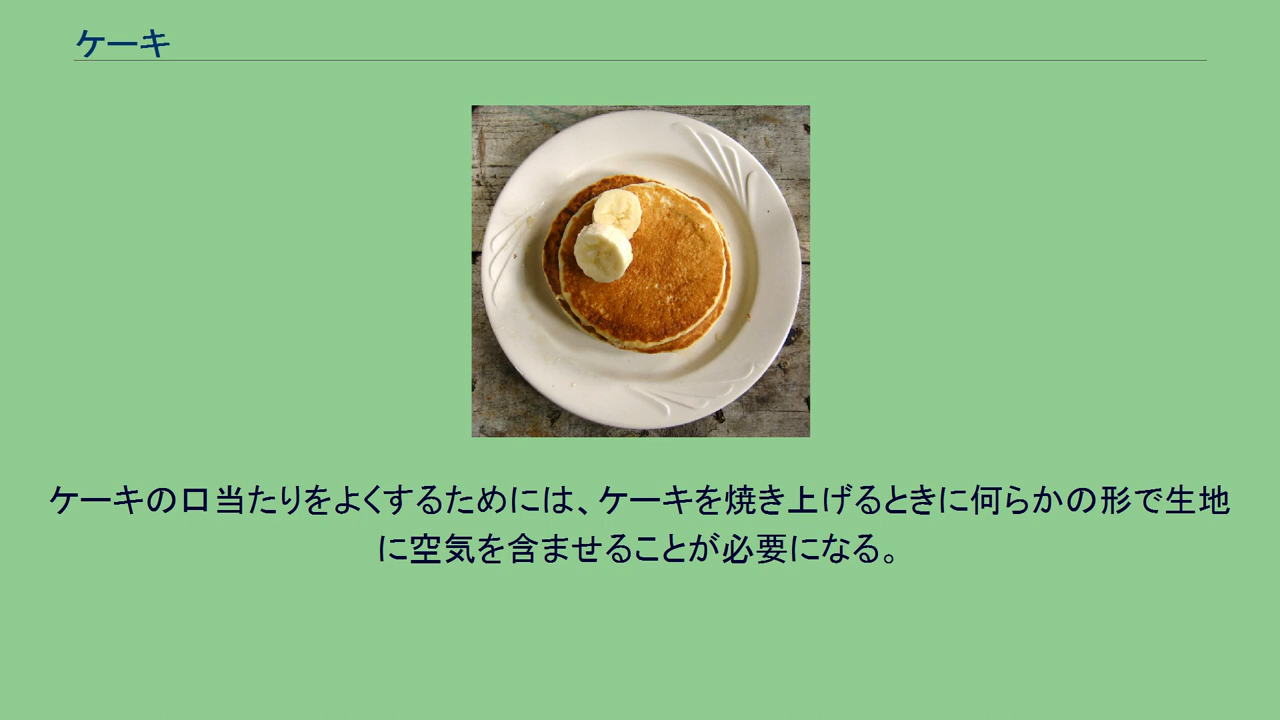 ケーキ
ケーキの口当たりをよくするためには、ケーキを焼き上げるときに何らかの形で生地
に空気を含ませることが必要になる。